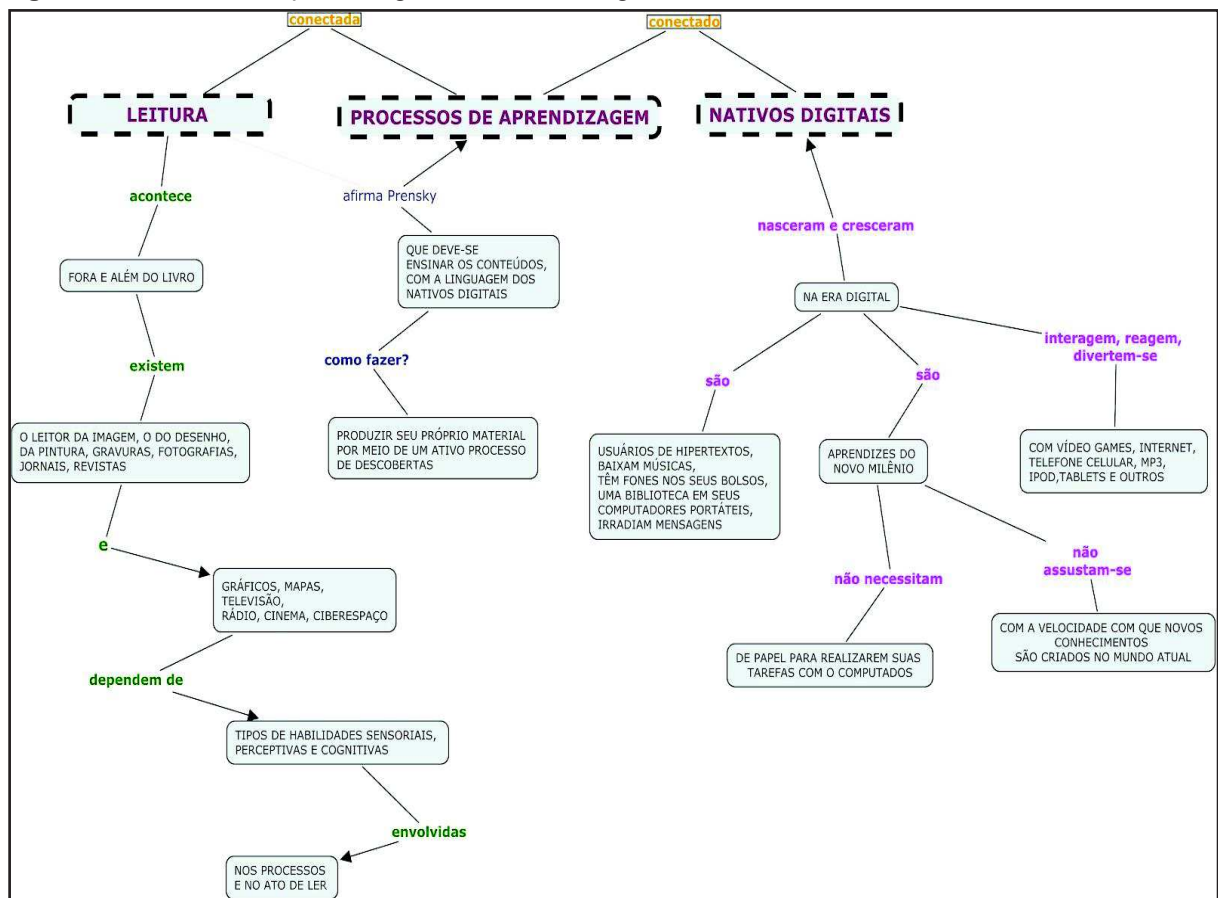 conectada
conectado
LEITURA
PROCESSOS DE APRENDIZAGEM
NATIVOS DIGITAIS
acontece
afirma Prensky
nasceram e cresceram
FORA E ALÉM DO LIVRO
QUE DEVE-SE
ENSINAR OS CONTEÚDOS,
COM A LINGUAGEM DOS
NATIVOS DIGITAIS
NA ERA DIGITAL
existem
como fazer?
são
são
interagem, reagem,
divertem-se
O LEITOR DA IMAGEM, O DO DESENHO,
DA PINTURA, GRAVURAS, FOTOGRAFIAS,
JORNAIS, REVISTAS
PRODUZIR SEU PRÓPRIO MATERIAL
POR MEIO DE UM ATIVO PROCESSO
DE DESCOBERTAS
USUÁRIOS DE HIPERTEXTOS,
BAIXAM MÚSICAS,
TÊM FONES NOS SEUS BOLSOS,
UMA BIBLIOTECA EM SEUS
COMPUTADORES PORTÁTEIS,
IRRADIAM MENSAGENS
APRENDIZES DO
NOVO MILÊNIO
COM VÍDEO GAMES, INTERNET,
TELEFONE CELULAR, MP3,
IPOD,TABLETS E OUTROS
e
não necessitam
não
assustam-se
GRÁFICOS, MAPAS,
TELEVISÃO,
RÁDIO, CINEMA, CIBERESPAÇO
DE PAPEL PARA REALIZAREM SUAS
TAREFAS COM O COMPUTADOS
COM A VELOCIDADE COM QUE NOVOS
CONHECIMENTOS
SÃO CRIADOS NO MUNDO ATUAL
dependem de
TIPOS DE HABILIDADES SENSORIAIS,
PERCEPTIVAS E COGNITIVAS
envolvidas
NOS PROCESSOS
E NO ATO DE LER